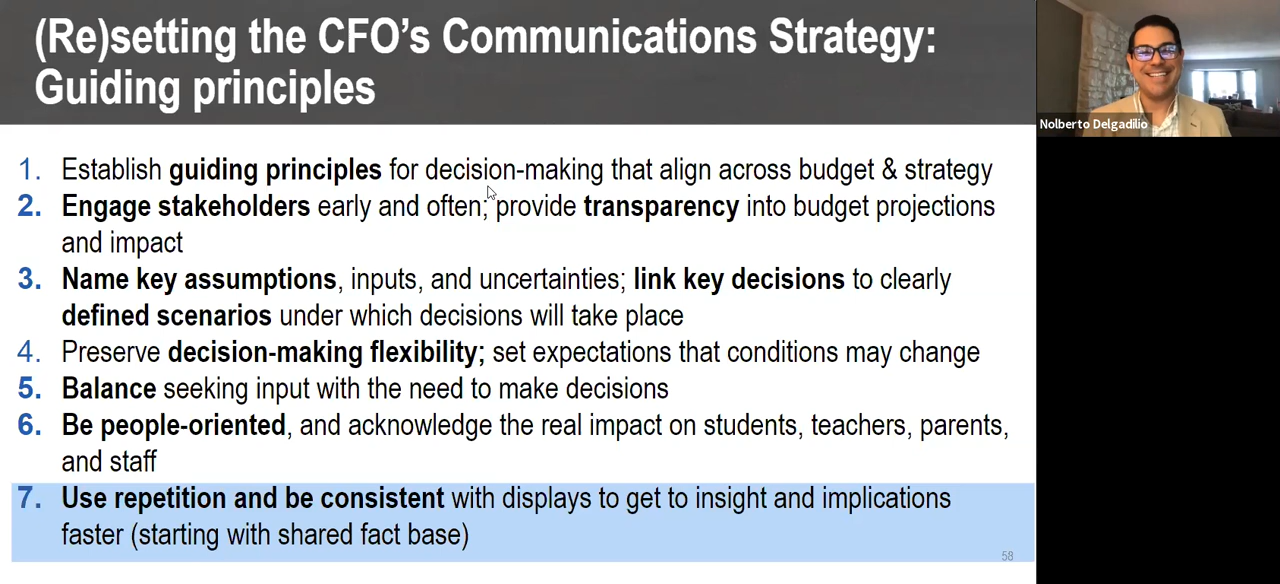 (Re)setting the CFO's Communications Strategy:
Guiding principles
Nolberto Delgadilio
1. Establish guiding principles for decision-making that align across budget & strategy
2. Engage stakeholders early and often; provide transparency into budget projections
and impact
3. Name key assumptions, inputs, and uncertainties; link key decisions to clearly
defined scenarios under which decisions will take place
4. Preserve decision-making flexibility; set expectations that conditions may change
5. Balance seeking input with the need to make decisions
6. Be people-oriented, and acknowledge the real impact on students, teachers, parents,
and staff
7. Use repetition and be consistent with displays to get to insight and implications
faster (starting with shared fact base)
58